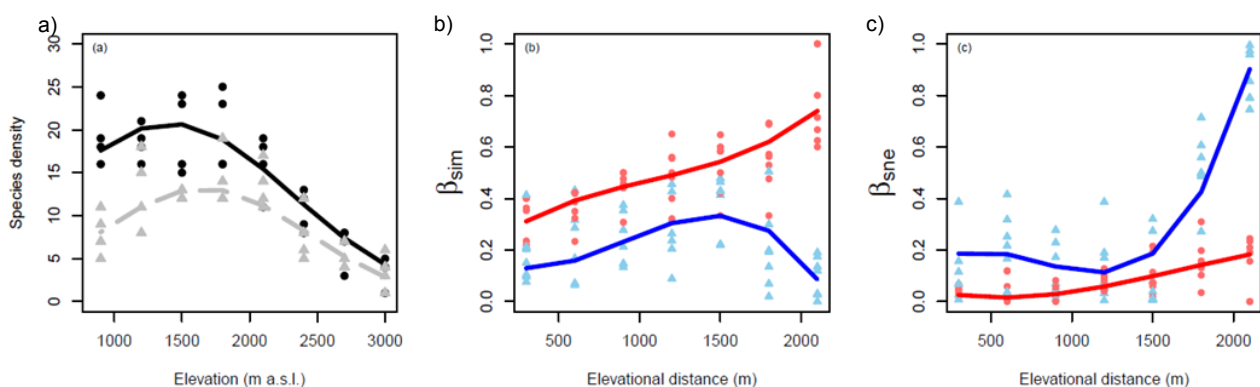 a)
(a)
Species density
30
25
20
15
10
5
0
1000 1500 2000 2500 3000
Elevation (m a.s.l.)
b)
(b)
βsim
1.0
0.8
0.6
0.4
0.2
0.0
500 1000 1500 2000
Elevational distance (m)
c)
(c)
βsne
1.0
0.8
0.6
0.4
0.2
0.0
500 1000 1500 2000
Elevational distance (m)